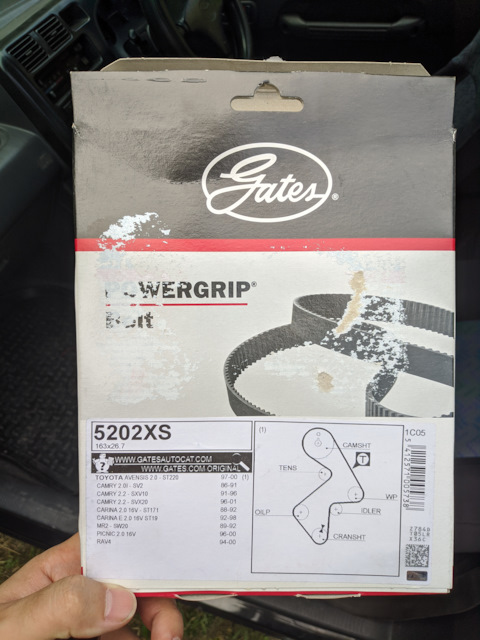 Gates®
POWERGRIP®
Belt
5202XS
163x26.7
WWW.GATESAUTOCAT.COM
WWW.GATES.COM ORIGINAL
TOYOTA AVENSIS 2.0 - ST220 97-00 (1)
CAMRY 2.0I - SV2 86-91
CAMRY 2.2 - SXV10 91-96
CAMRY 2.2 - SXV20 96-01
CARINA 2.0 16V - ST171 88-92
CARINA E 2.0 16V ST19 92-98
MR2 - SW20 89-92
PICNIC 2.0 16V 96-00
RAV4 94-00
(1)
CAMSHT
T
TENS
WP
OILP
IDLER
CRANSHT
1C05